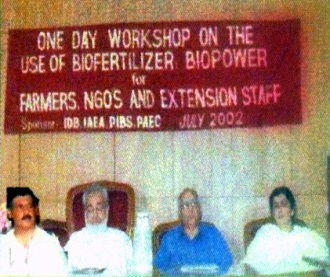 ONE DAY WORKSHOP ON THE
USE OF BIOFERTILIZER BIOPOWER
for
FARMERS, NGO'S AND EXTENSION STAFF
Sponsor: IDB, IAEA, PIBS, PAEC JULY 2002